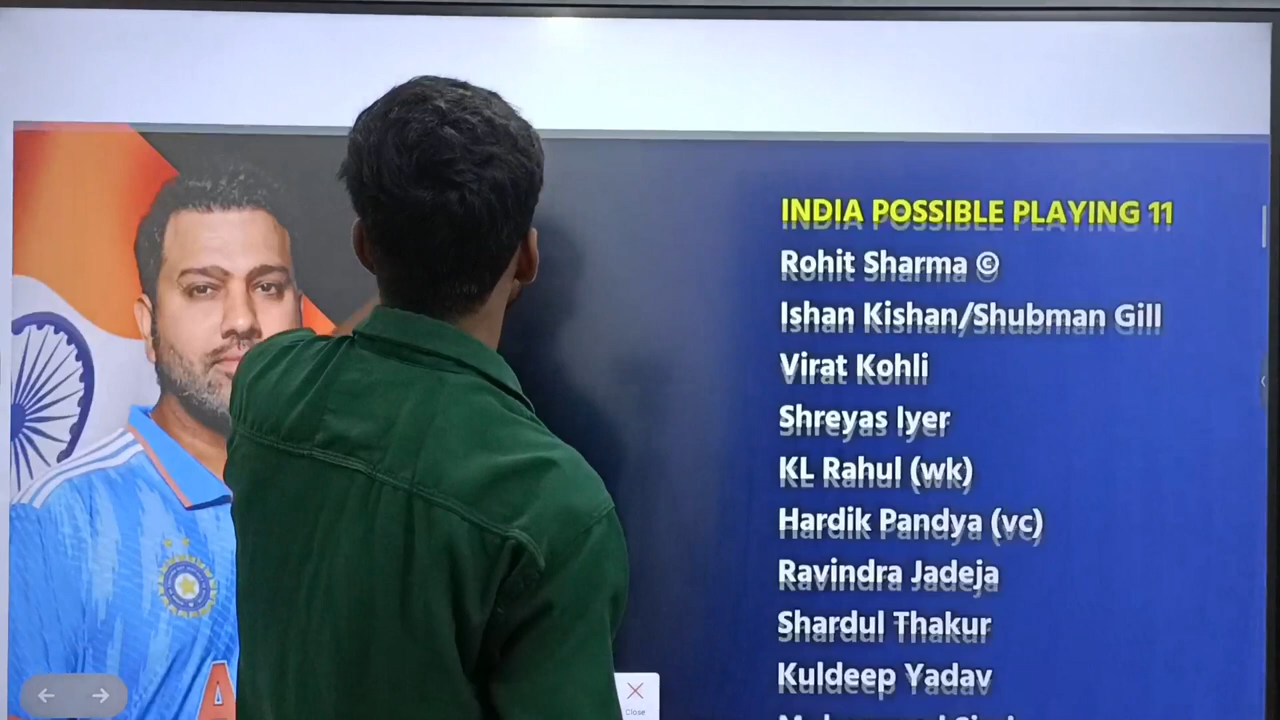 INDIA POSSIBLE PLAYING 11
Rohit Sharma ©
Ishan Kishan/Shubman Gill
Virat Kohli
Shreyas Iyer
KL Rahul (wk)
Hardik Pandya (vc)
Ravindra Jadeja
Shardul Thakur
Kuldeep Yadav
Close